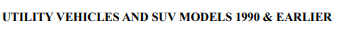 UTILITY VEHICLES AND SUV MODELS 1990 & EARLIER